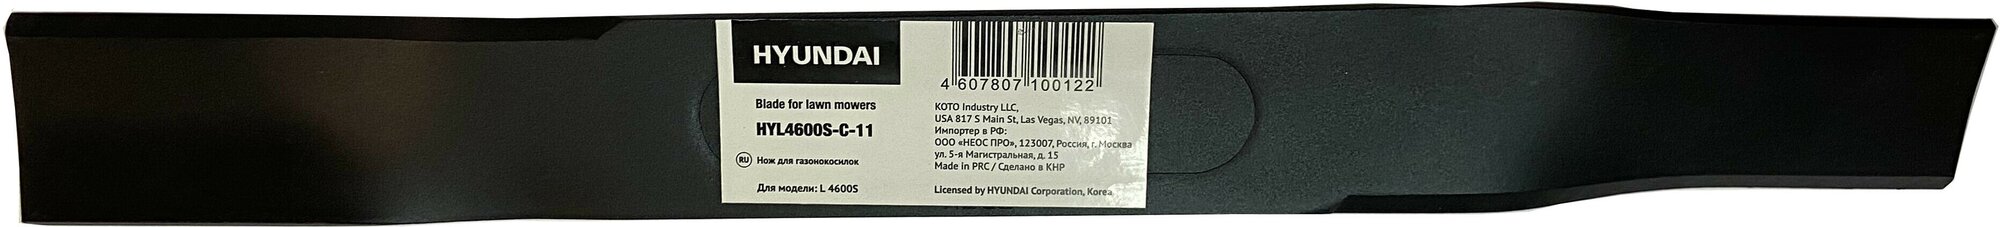 HYUNDAI
Blade for lawn mowers
HYL4600S-C-11
RU Нож для газонокосилок
Для модели: L 4600S
4 607807 100122
KOTO Industry LLC,
USA 817 S Main St, Las Vegas, NV, 89101
Импортер в РФ:
ООО «НЕОС ПРО», 123007, Россия, г. Москва
ул. 5-я Магистральная, д. 15
Made in PRC / Сделано в КНР
Licensed by HYUNDAI Corporation, Korea